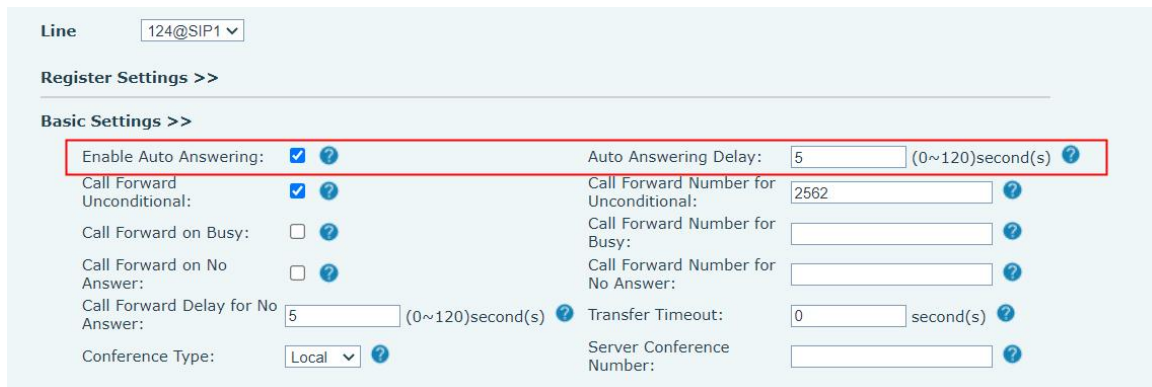 Line 124@SIP1
Register Settings >>
Basic Settings >>
Enable Auto Answering: ? Auto Answering Delay: 5 (0~120)second(s) ?
Call Forward
Unconditional: ? Call Forward Number for
Unconditional: 2562 ?
Call Forward on Busy: ? Call Forward Number for
Busy: ?
Call Forward on No
Answer: ? Call Forward Number for
No Answer: ?
Call Forward Delay for No
Answer: 5 (0~120)second(s) ? Transfer Timeout: 0 second(s) ?
Conference Type: Local ? Server Conference
Number: ?